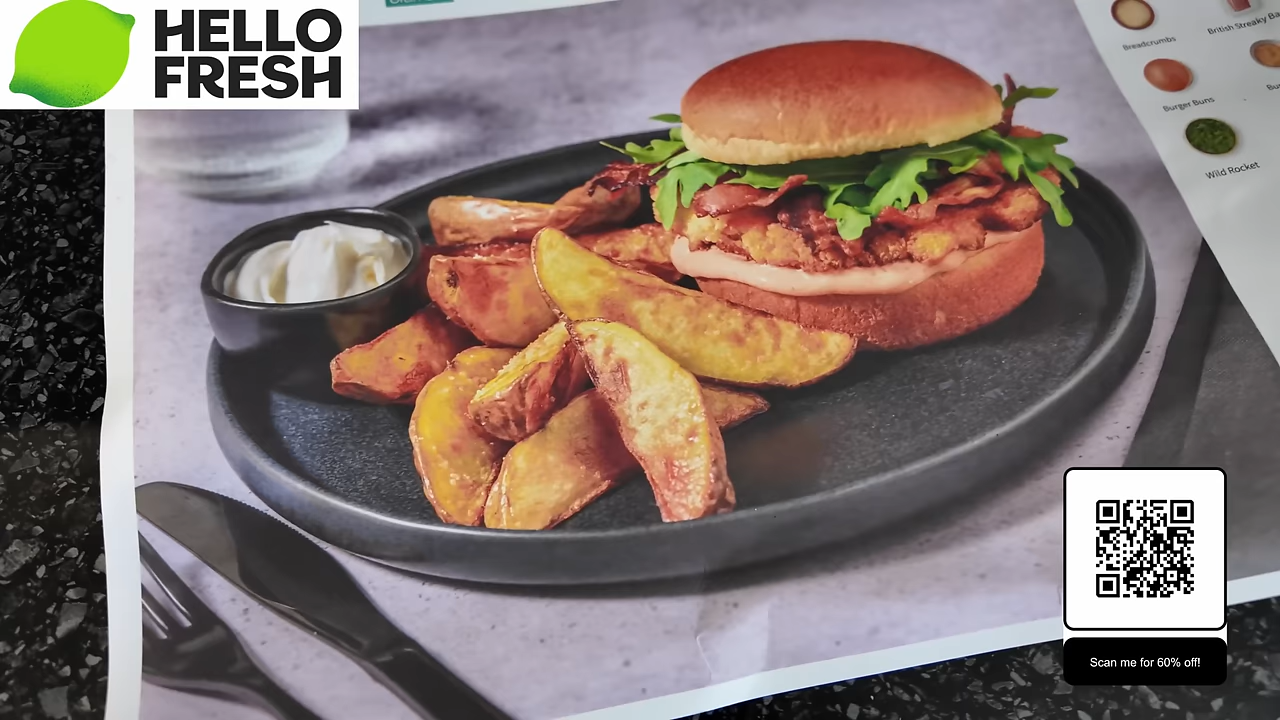 HELLO
FRESH
Breadcrumbs
British Streaky Ba
Burger Buns
Wild Rocket
Scan me for 60% off!